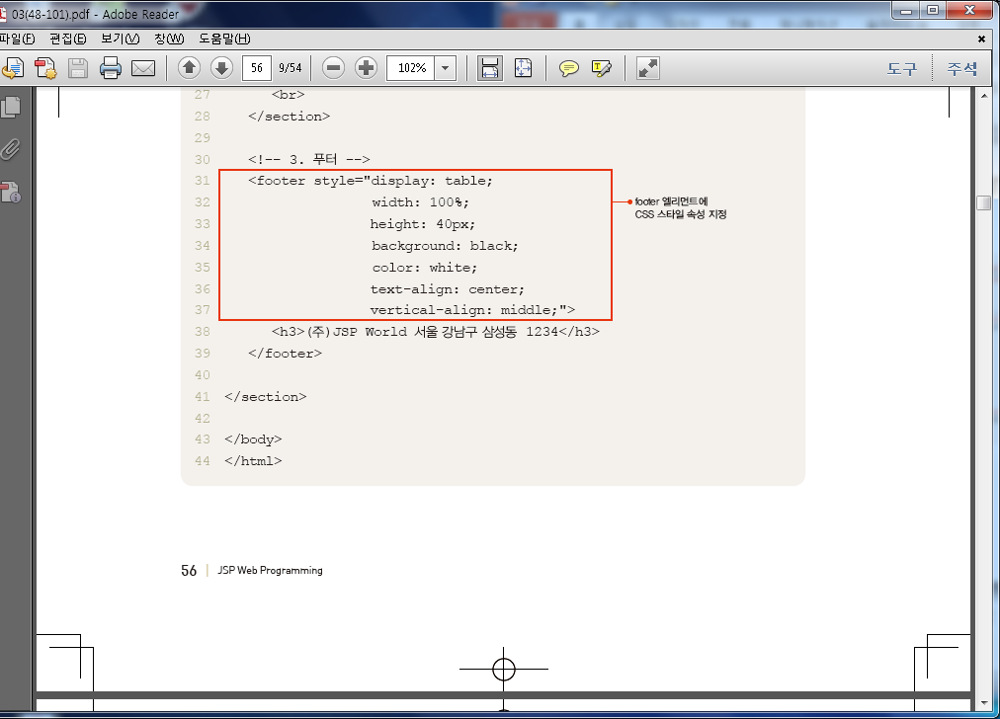 03(48-101).pdf - Adobe Reader
파일(F) 편집(E) 보기(V) 창(W) 도움말(H)
56 9/54 102% 도구 주석
27 <br>
28 </section>
29
30 <!-- 3. 푸터 -->
31 <footer style="display: table;
32 width: 100%;
33 height: 40px;
34 background: black;
35 color: white;
36 text-align: center;
37 vertical-align: middle;">
footer 엘리먼트에
CSS 스타일 속성 지정
38 <h3>(주)JSP World 서울 강남구 삼성동 1234</h3>
39 </footer>
40
41 </section>
42
43 </body>
44 </html>
56 JSP Web Programming